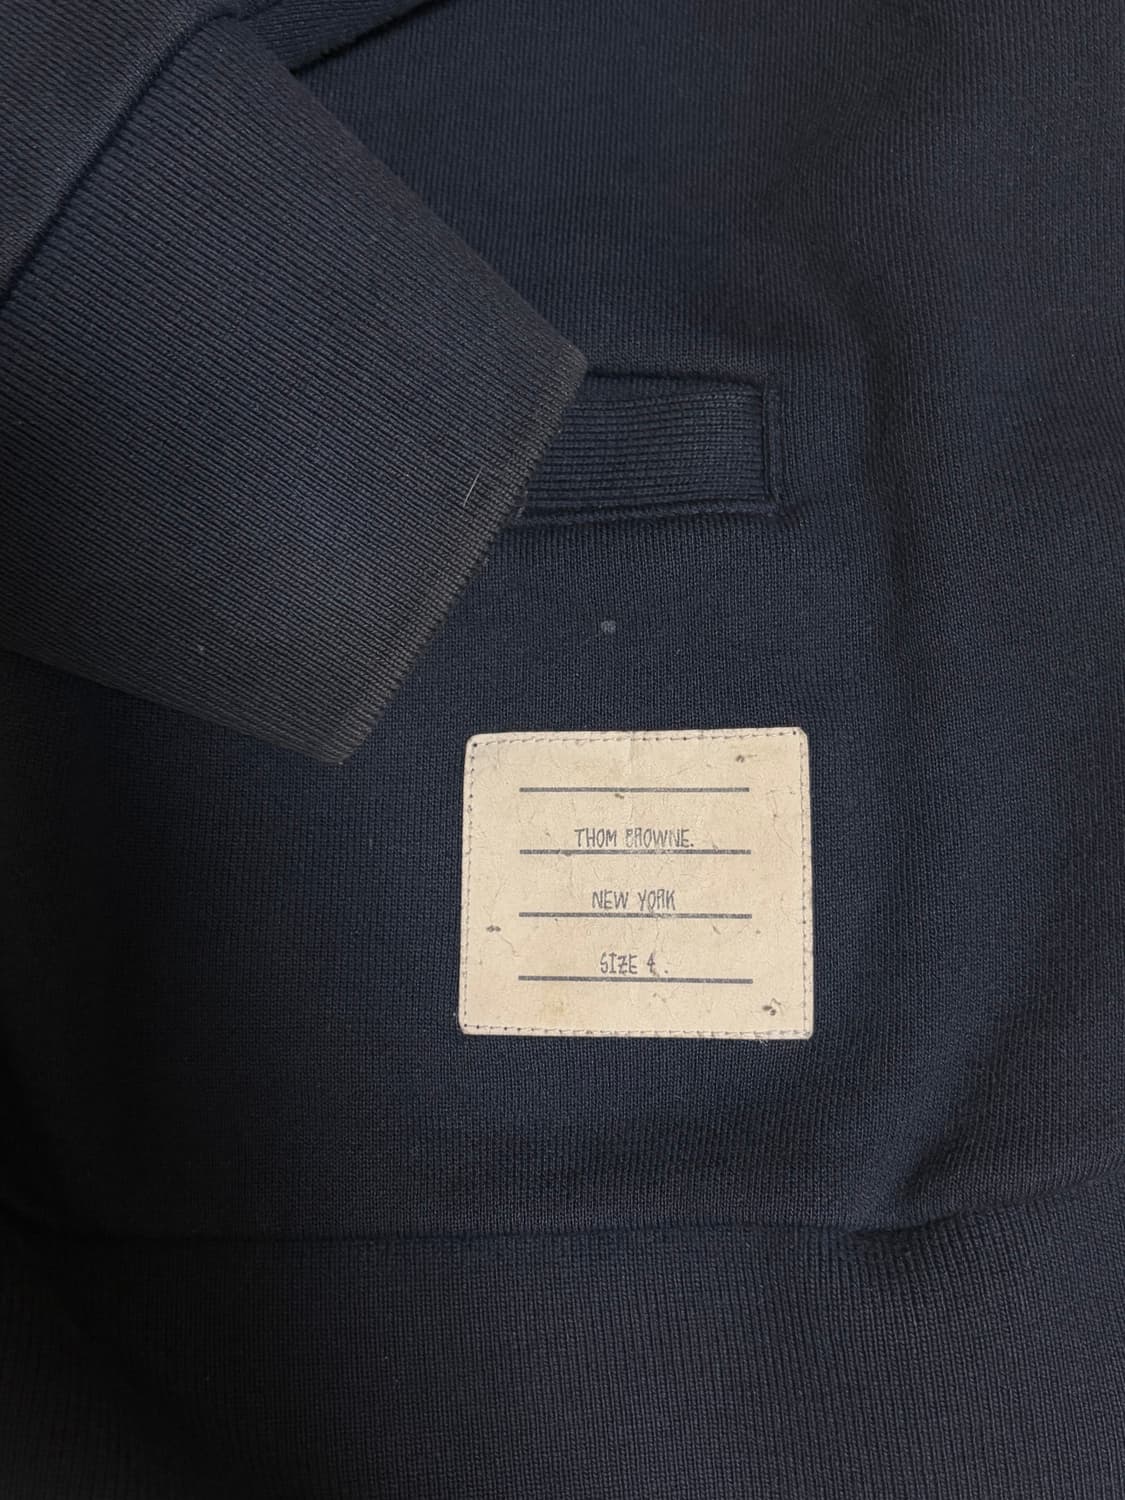 THOM BROWNE.
NEW YORK
SIZE 4.